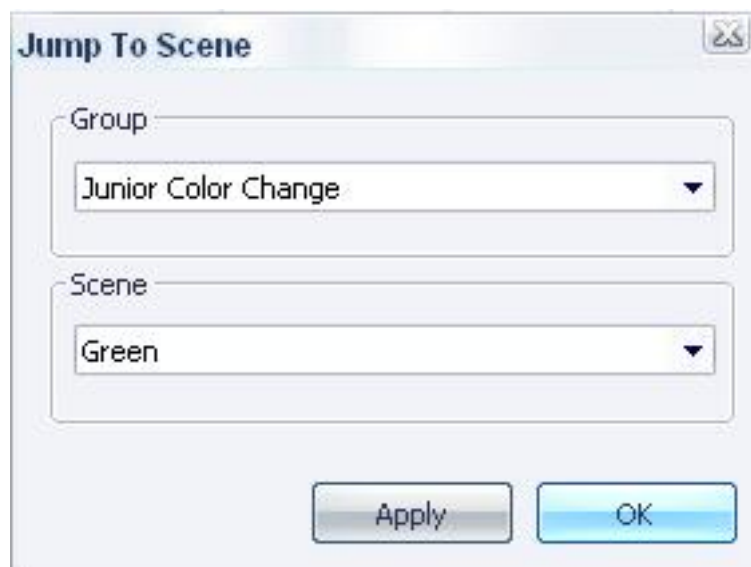 Jump To Scene
Group
Junior Color Change
Scene
Green
Apply
OK